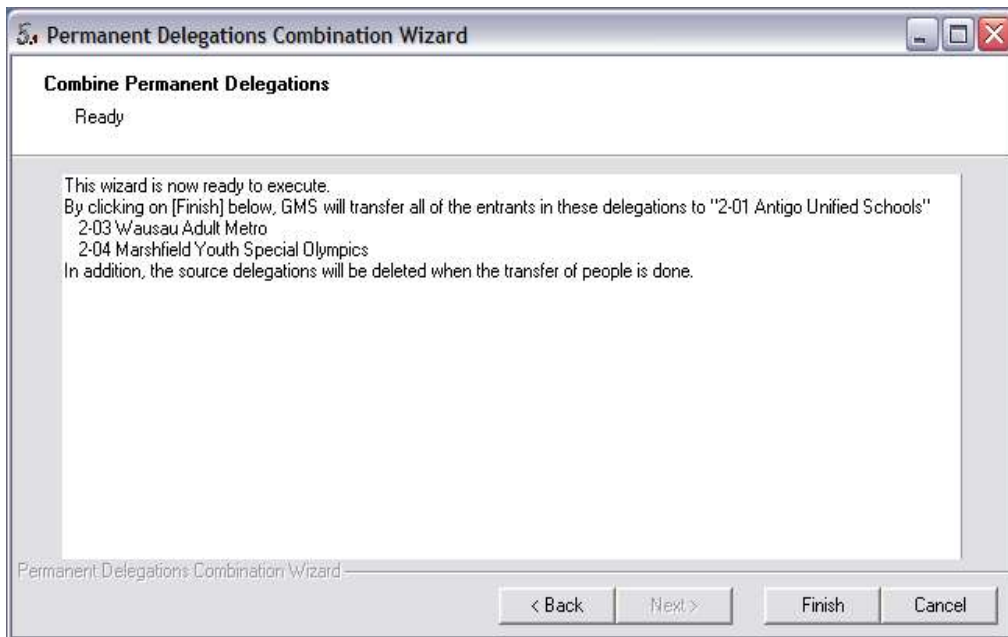 Permanent Delegations Combination Wizard
Combine Permanent Delegations
Ready
This wizard is now ready to execute.
By clicking on [Finish] below, GMS will transfer all of the entrants in these delegations to "2-01 Antigo Unified Schools"
2-03 Wausau Adult Metro
2-04 Marshfield Youth Special Olympics
In addition, the source delegations will be deleted when the transfer of people is done.
Permanent Delegations Combination Wizard
< Back Next > Finish Cancel